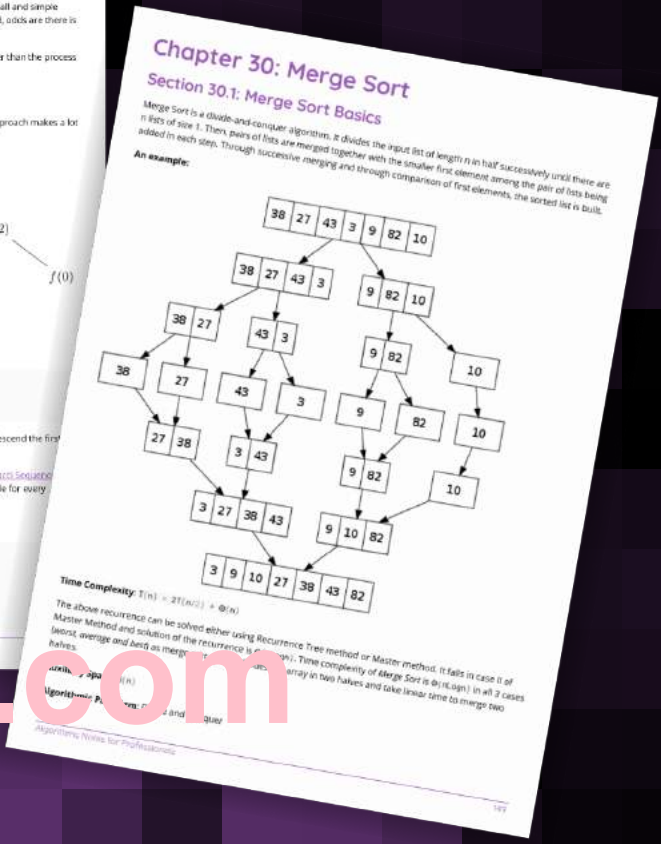 all and simple
, odds are there is
r than the process
proach makes a lot
2)
f(0)
escend the first
cci Sequence
le for every
Chapter 30: Merge Sort
Section 30.1: Merge Sort Basics
Merge Sort is a divide-and-conquer algorithm. It divides the input list of length n in half successively until there are
n lists of size 1. Then, pairs of lists are merged together with the smaller first element among the pair of lists being
added in each step. Through successive merging and through comparison of first elements, the sorted list is built.
An example:
38 27 43 3 9 82 10
38 27 43 3
9 82 10
38 27
43 3
9 82
10
38
27
43
3
9
82
10
27 38
3 43
9 82
10
3 27 38 43
9 10 82
3 9 10 27 38 43 82
Time Complexity: T(n) = 2T(n/2) + Θ(n)
The above recurrence can be solved either using Recurrence Tree method or Master method. It falls in case II of
Master Method and solution of the recurrence is Time complexity of Merge Sort is Θ(nLogn) in all 3 cases
(worst, average and best) as merge array in two halves and take linear time to merge two
halves.
(n)
and
.com
Algorithms Notes for Professionals